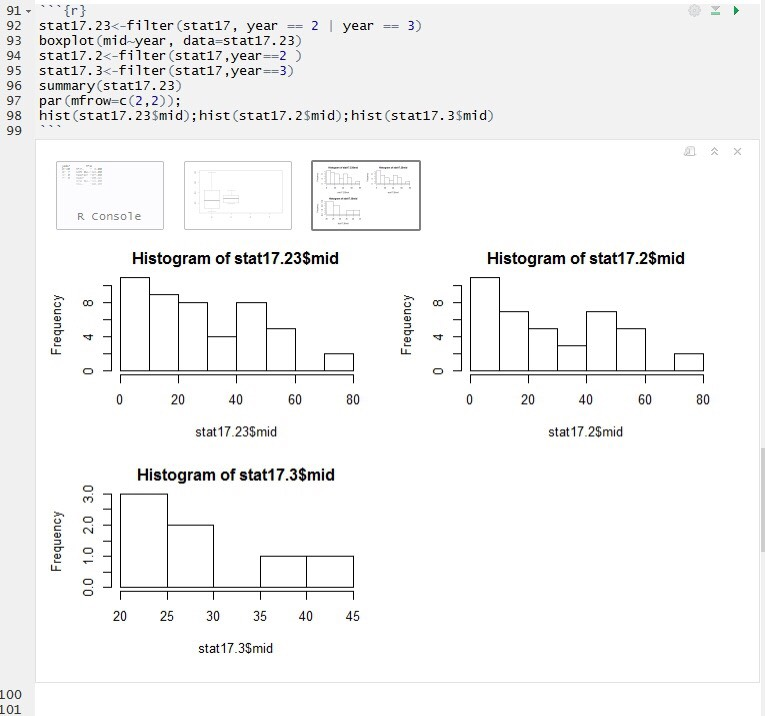 91 ```{r}
92 stat17.23<-filter(stat17, year == 2 | year == 3)
93 boxplot(mid~year, data=stat17.23)
94 stat17.2<-filter(stat17,year==2 )
95 stat17.3<-filter(stat17,year==3)
96 summary(stat17.23)
97 par(mfrow=c(2,2));
98 hist(stat17.23$mid);hist(stat17.2$mid);hist(stat17.3$mid)
99 ```
R Console
Histogram of stat17.23$mid
Frequency
0 4 8
0 20 40 60 80
stat17.23$mid
Histogram of stat17.2$mid
Frequency
0 4 8
0 20 40 60 80
stat17.2$mid
Histogram of stat17.3$mid
Frequency
0.0 1.0 2.0 3.0
20 25 30 35 40 45
stat17.3$mid
100
101